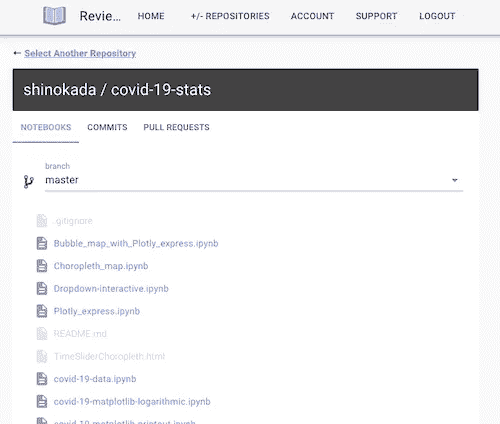 Revie... HOME +/- REPOSITORIES ACCOUNT SUPPORT LOGOUT
← Select Another Repository
shinokada / covid-19-stats
NOTEBOOKS COMMITS PULL REQUESTS
branch
master
.gitignore
Bubble_map_with_Plotly_express.ipynb
Choropleth_map.ipynb
Dropdown-interactive.ipynb
Plotly_express.ipynb
README.md
TimeSliderChoropleth.html
covid-19-data.ipynb
covid-19-matplotlib-logarithmic.ipynb